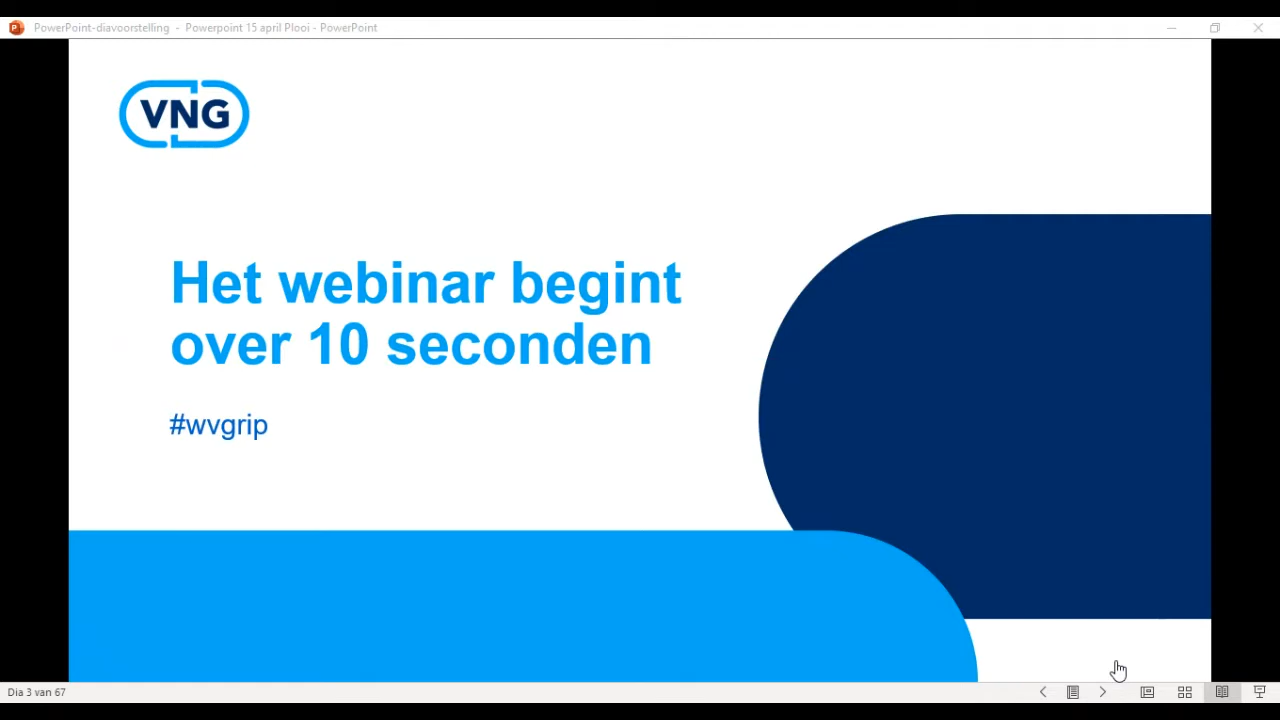 PowerPoint-diavoorstelling - Powerpoint 15 april Plooi - PowerPoint
VNG
Het webinar begint
over 10 seconden
#wvgrip
Dia 3 van 67